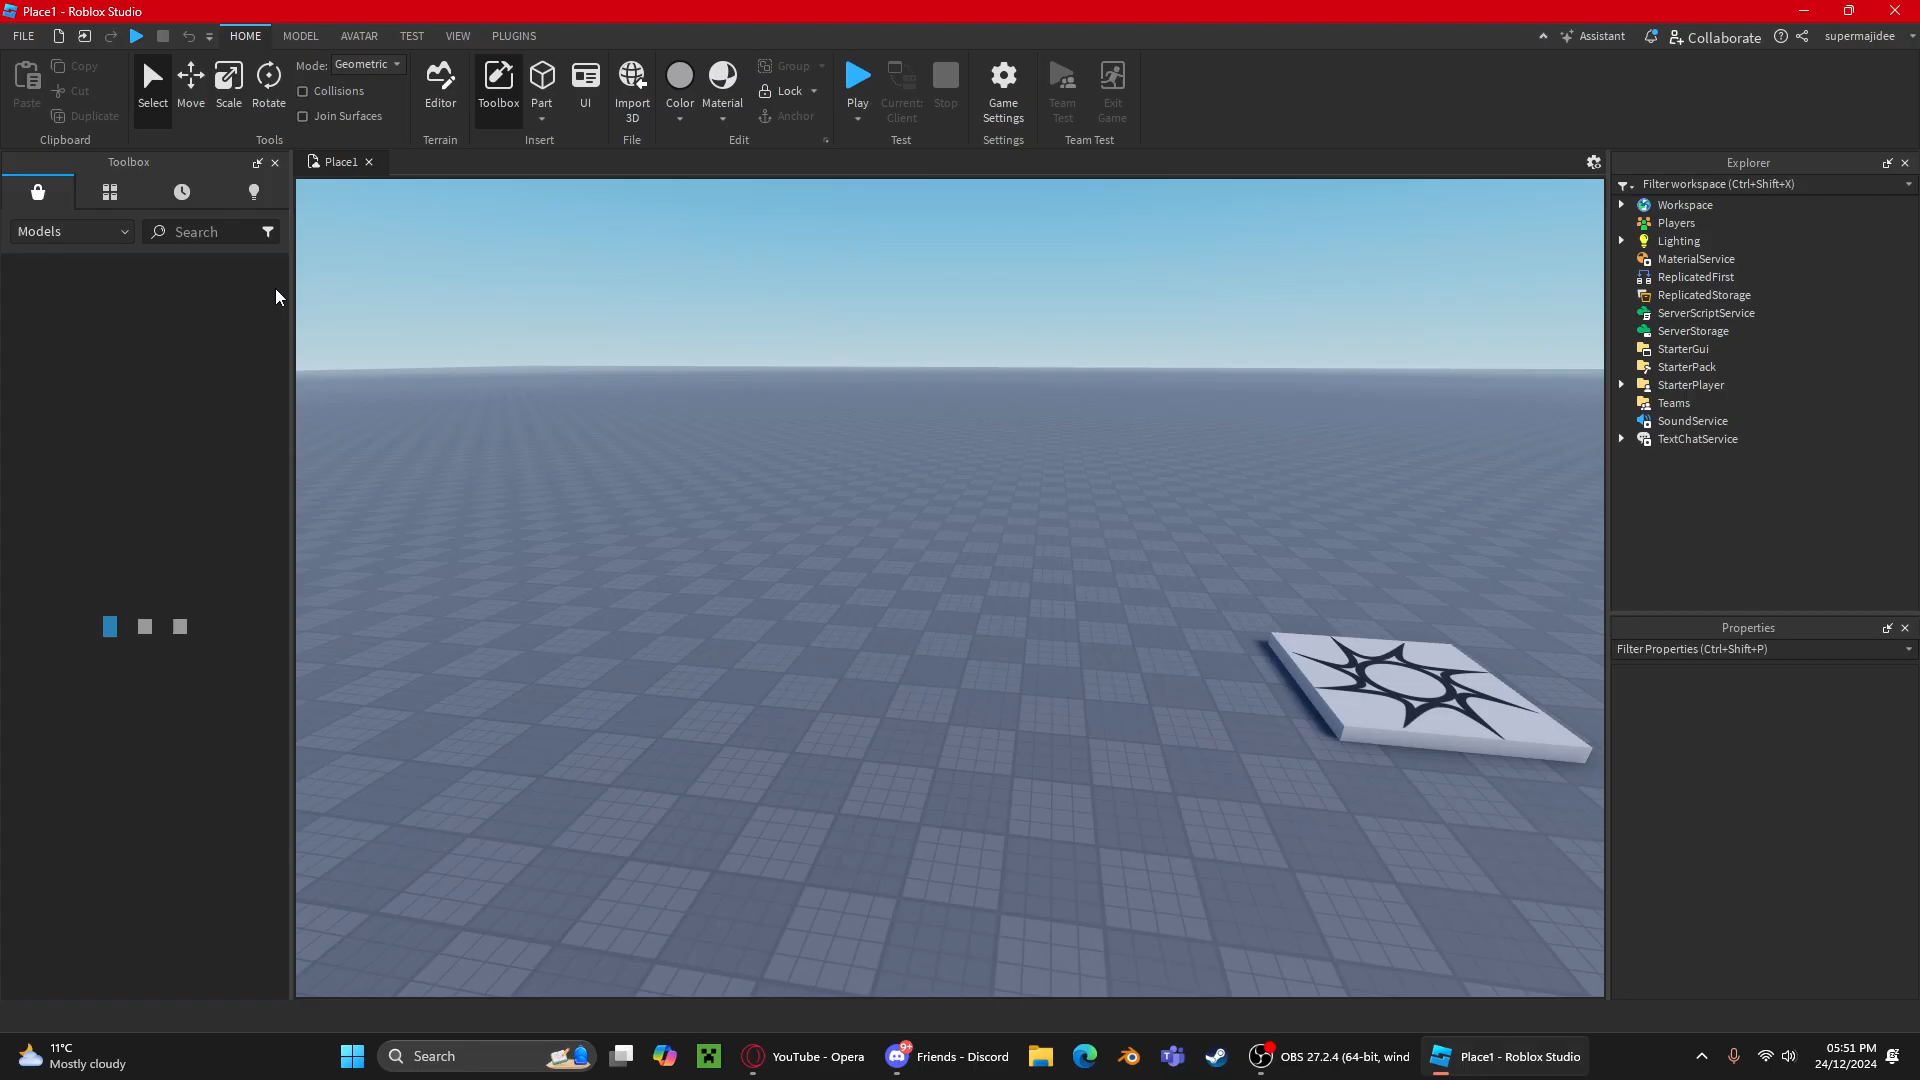 Place1 - Roblox Studio
FILE
HOME
MODEL
AVATAR
TEST
VIEW
PLUGINS
Assistant
Collaborate
supermajidee
Paste
Copy
Cut
Duplicate
Clipboard
Select
Move
Scale
Rotate
Mode: Geometric
Collisions
Join Surfaces
Tools
Editor
Terrain
Toolbox
Part
UI
Insert
Import
3D
File
Color
Material
Group
Lock
Anchor
Edit
Play
Current:
Client
Stop
Test
Game
Settings
Settings
Team
Test
Exit
Game
Team Test
Toolbox
Models
Search
Place1
Explorer
Filter workspace (Ctrl+Shift+X)
Workspace
Players
Lighting
MaterialService
ReplicatedFirst
ReplicatedStorage
ServerScriptService
ServerStorage
StarterGui
StarterPack
StarterPlayer
Teams
SoundService
TextChatService
Properties
Filter Properties (Ctrl+Shift+P)
11°C
Mostly cloudy
Search
YouTube - Opera
9+
Friends - Discord
OBS 27.2.4 (64-bit, wind
Place1 - Roblox Studio
05:51 PM
24/12/2024